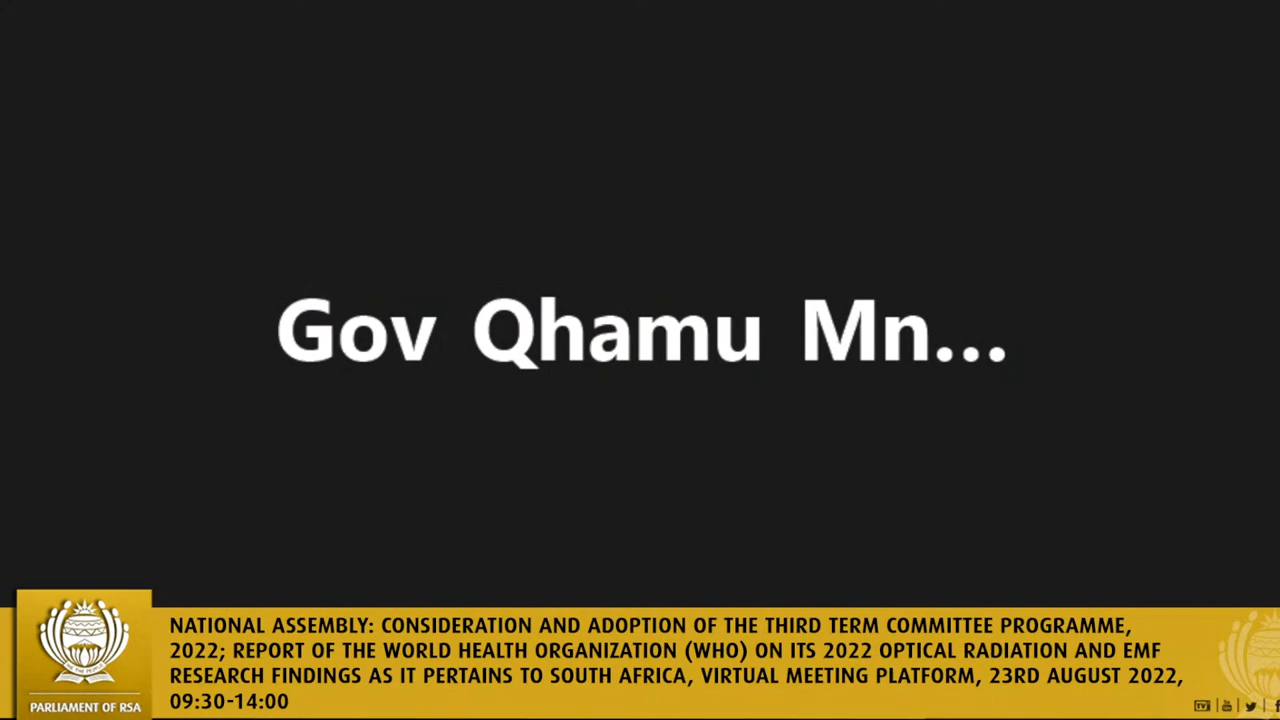 Gov Qhamu Mn...
NATIONAL ASSEMBLY: CONSIDERATION AND ADOPTION OF THE THIRD TERM COMMITTEE PROGRAMME,
2022; REPORT OF THE WORLD HEALTH ORGANIZATION (WHO) ON ITS 2022 OPTICAL RADIATION AND EMF
RESEARCH FINDINGS AS IT PERTAINS TO SOUTH AFRICA, VIRTUAL MEETING PLATFORM, 23RD AUGUST 2022,
09:30-14:00
PARLIAMENT OF RSA